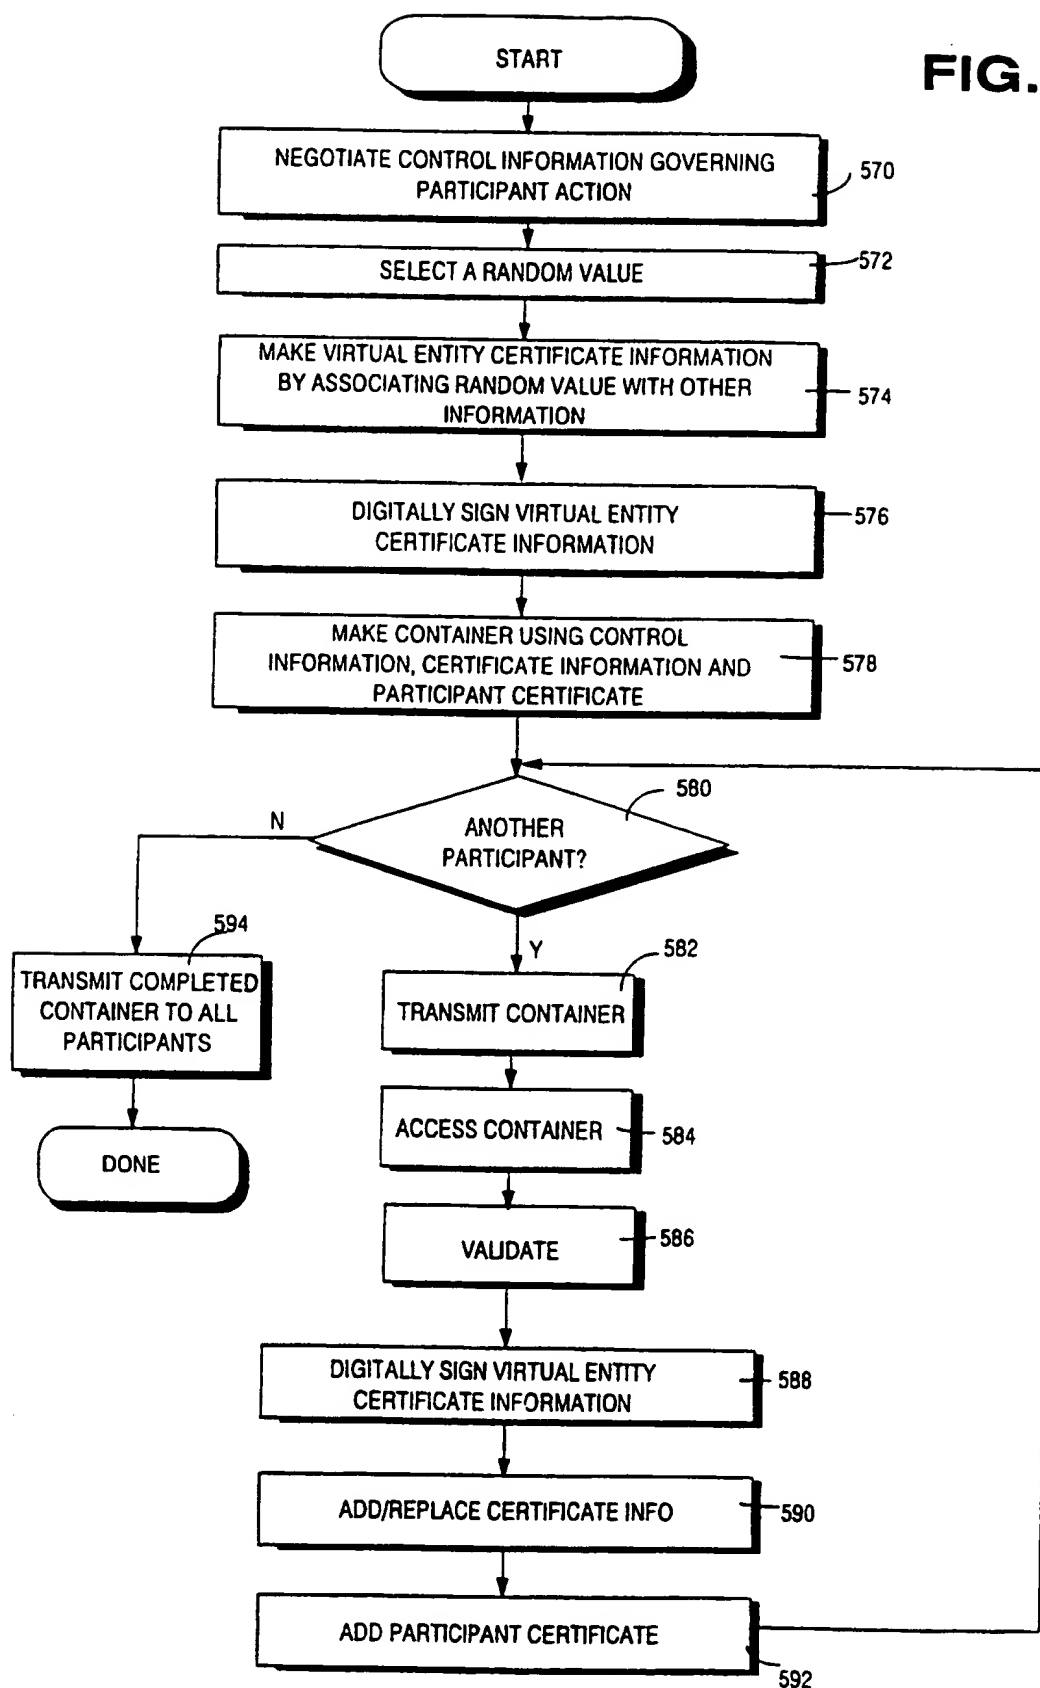 START
FIG.
NEGOTIATE CONTROL INFORMATION GOVERNING
PARTICIPANT ACTION
570
SELECT A RANDOM VALUE
572
MAKE VIRTUAL ENTITY CERTIFICATE INFORMATION
BY ASSOCIATING RANDOM VALUE WITH OTHER
INFORMATION
574
DIGITALLY SIGN VIRTUAL ENTITY
CERTIFICATE INFORMATION
576
MAKE CONTAINER USING CONTROL
INFORMATION, CERTIFICATE INFORMATION AND
PARTICIPANT CERTIFICATE
578
580
ANOTHER
PARTICIPANT?
N
Y
594
TRANSMIT COMPLETED
CONTAINER TO ALL
PARTICIPANTS
DONE
582
TRANSMIT CONTAINER
ACCESS CONTAINER
584
VALIDATE
586
DIGITALLY SIGN VIRTUAL ENTITY
CERTIFICATE INFORMATION
588
ADD/REPLACE CERTIFICATE INFO
590
ADD PARTICIPANT CERTIFICATE
592